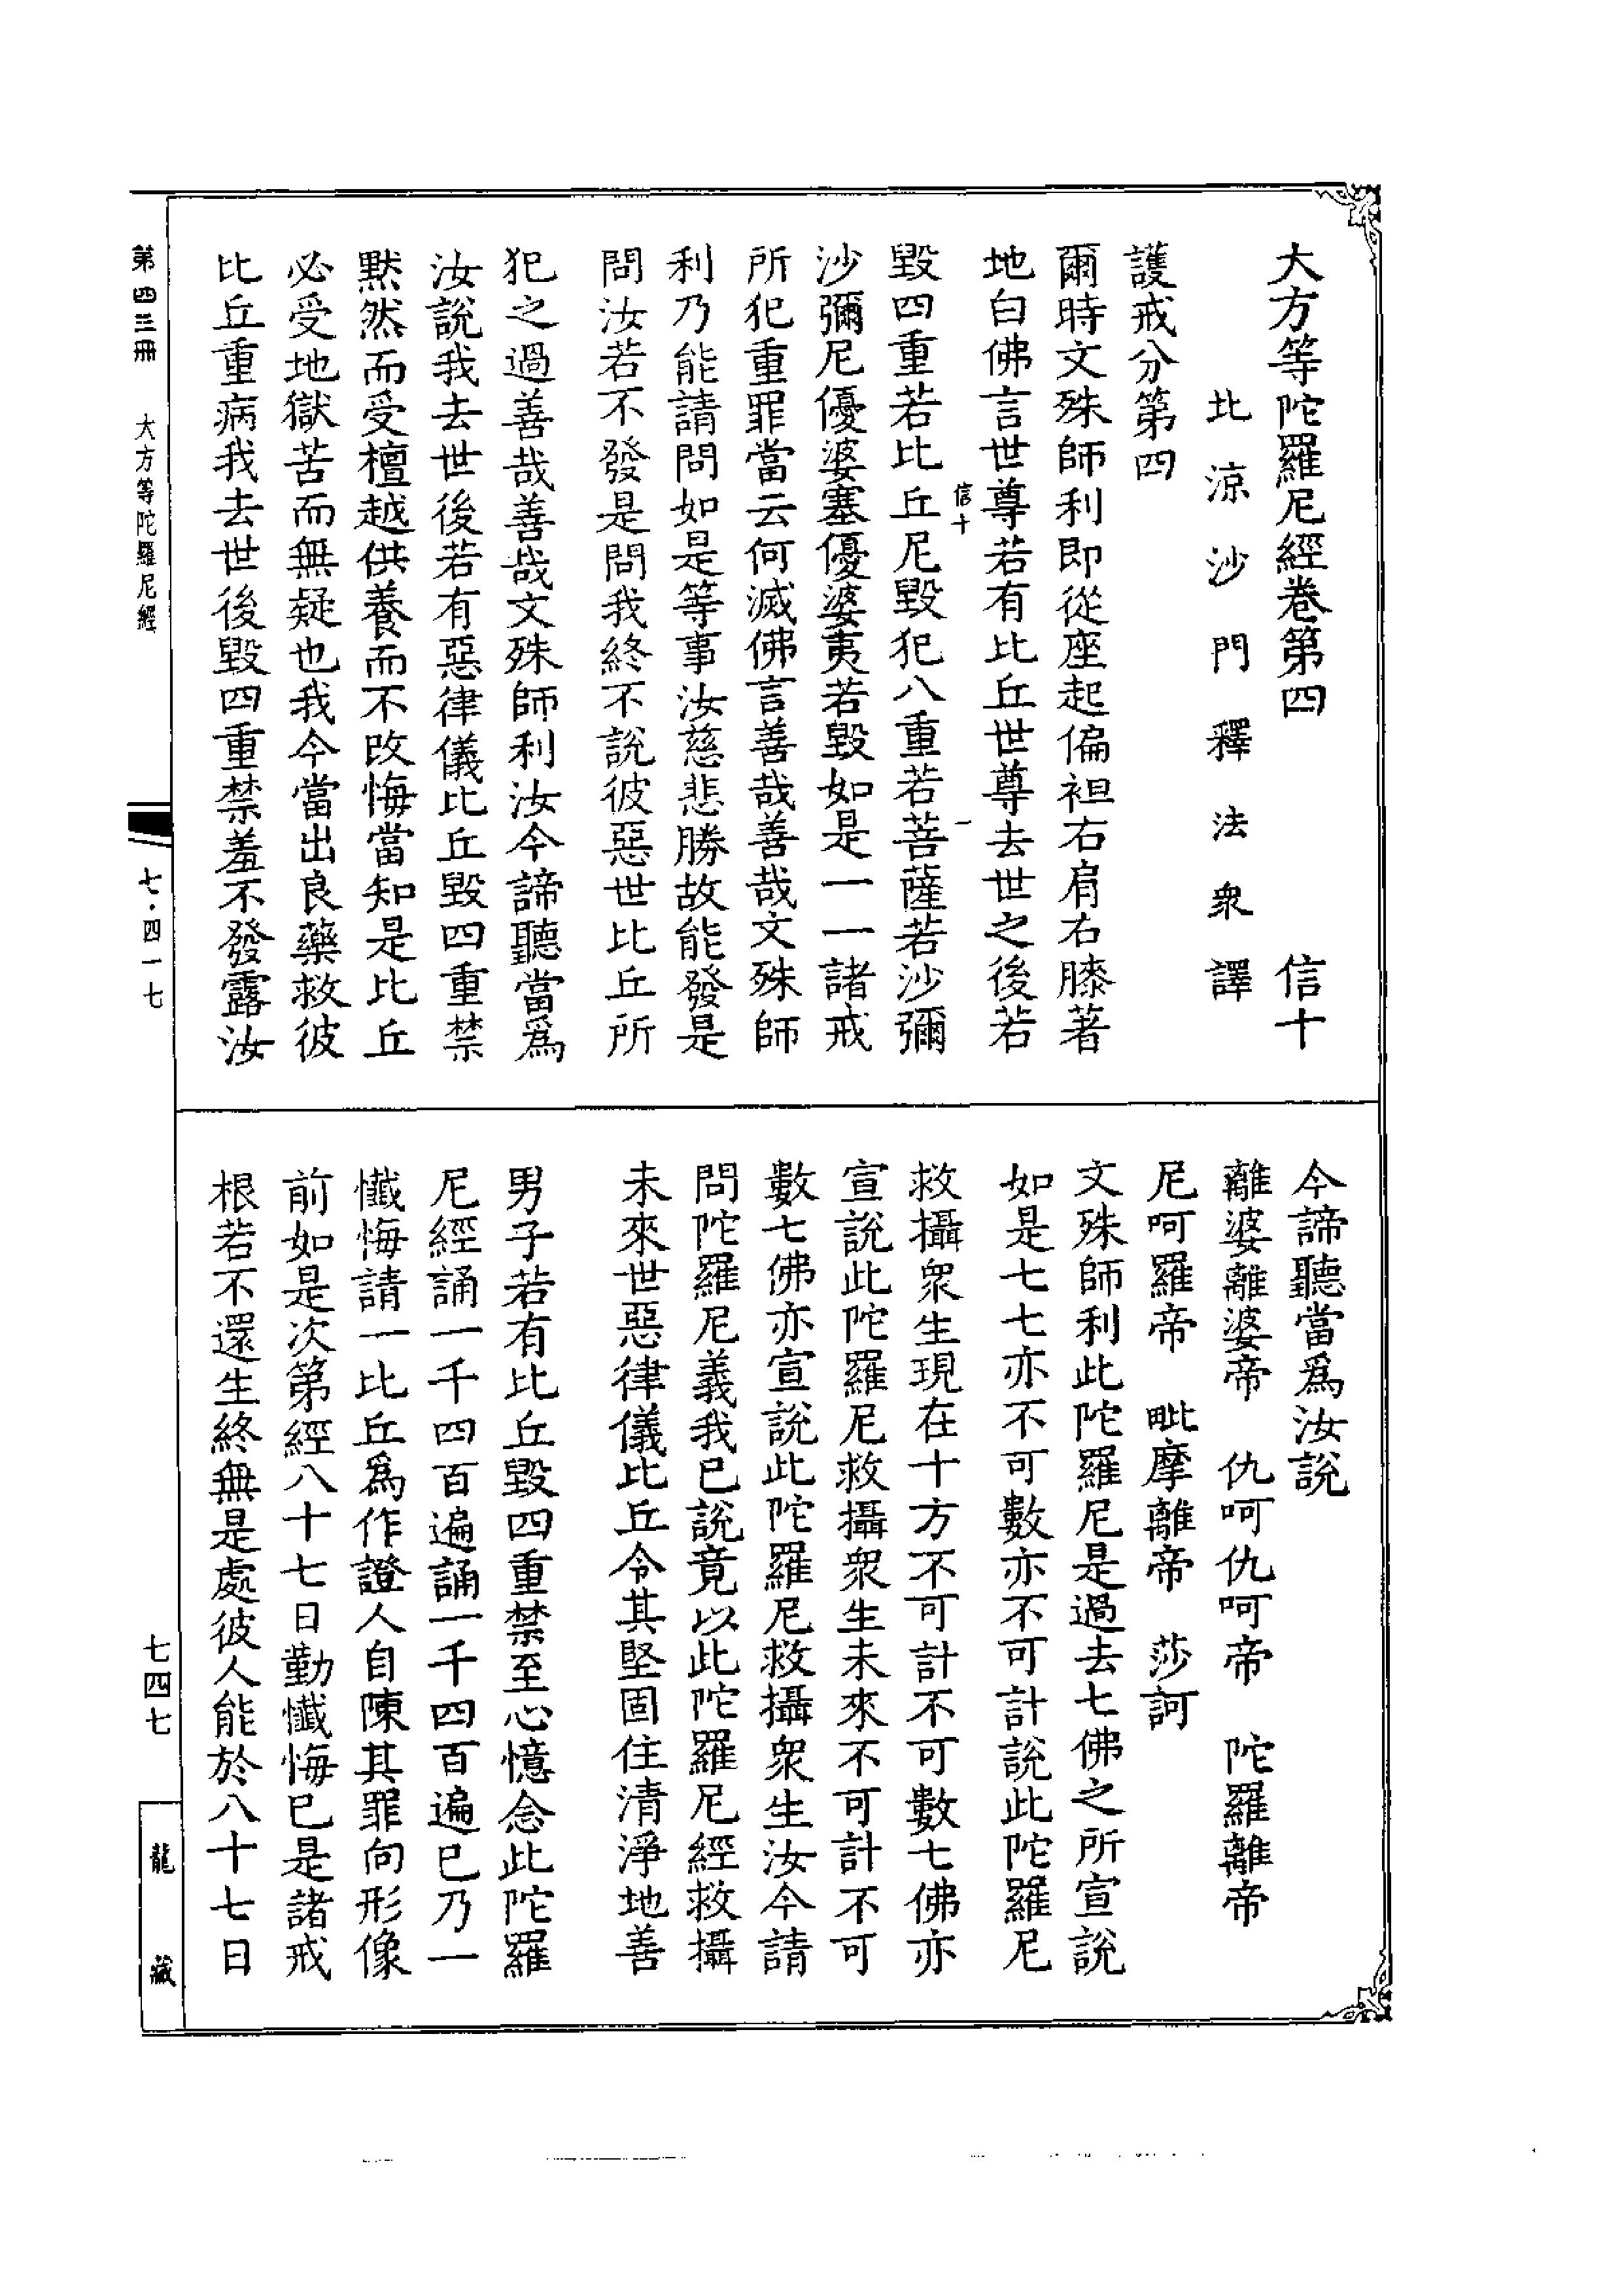 大方等陀羅尼經卷第四　信十
北涼沙門釋法衆譯
護戒分第四
爾時文殊師利即從座起偏袒右肩右膝著
地白佛言世尊若有比丘世尊去世之後若
信十　一
毀四重若比丘尼毀犯八重若菩薩若沙彌
沙彌尼優婆塞優婆夷若毀如是一一諸戒
所犯重罪當云何滅佛言善哉善哉文殊師
利乃能請問如是等事汝慈悲勝故能發是
問汝若不發是問我終不說彼惡世比丘所
犯之過善哉善哉文殊師利汝今諦聽當爲
汝說我去世後若有惡律儀比丘毀四重禁
默然而受檀越供養而不改悔當知是比丘
必受地獄苦而無疑也我今當出良藥救彼
比丘重病我去世後毀四重禁羞不發露汝
今諦聽當爲汝說
離婆離婆帝　仇呵仇呵帝　陀羅離帝
尼呵羅帝　毗摩離帝　莎訶
文殊師利此陀羅尼是過去七佛之所宣說
如是七七亦不可數亦不可計說此陀羅尼
救攝衆生現在十方不可計不可數七佛亦
宣說此陀羅尼救攝衆生未來不可計不可
數七佛亦宣說此陀羅尼救攝衆生汝今請
問陀羅尼義我已說竟以此陀羅尼經救攝
未來世惡律儀比丘令其堅固住清淨地善
男子若有比丘毀四重禁至心憶念此陀羅
尼經誦一千四百遍誦一千四百遍已乃一
懺悔請一比丘爲作證人自陳其罪向形像
前如是次第經八十七日勤懺悔已是諸戒
根若不還生終無是處彼人能於八十七日
第四三冊　大方等陀羅尼經
七·四一七
七四七
龍藏